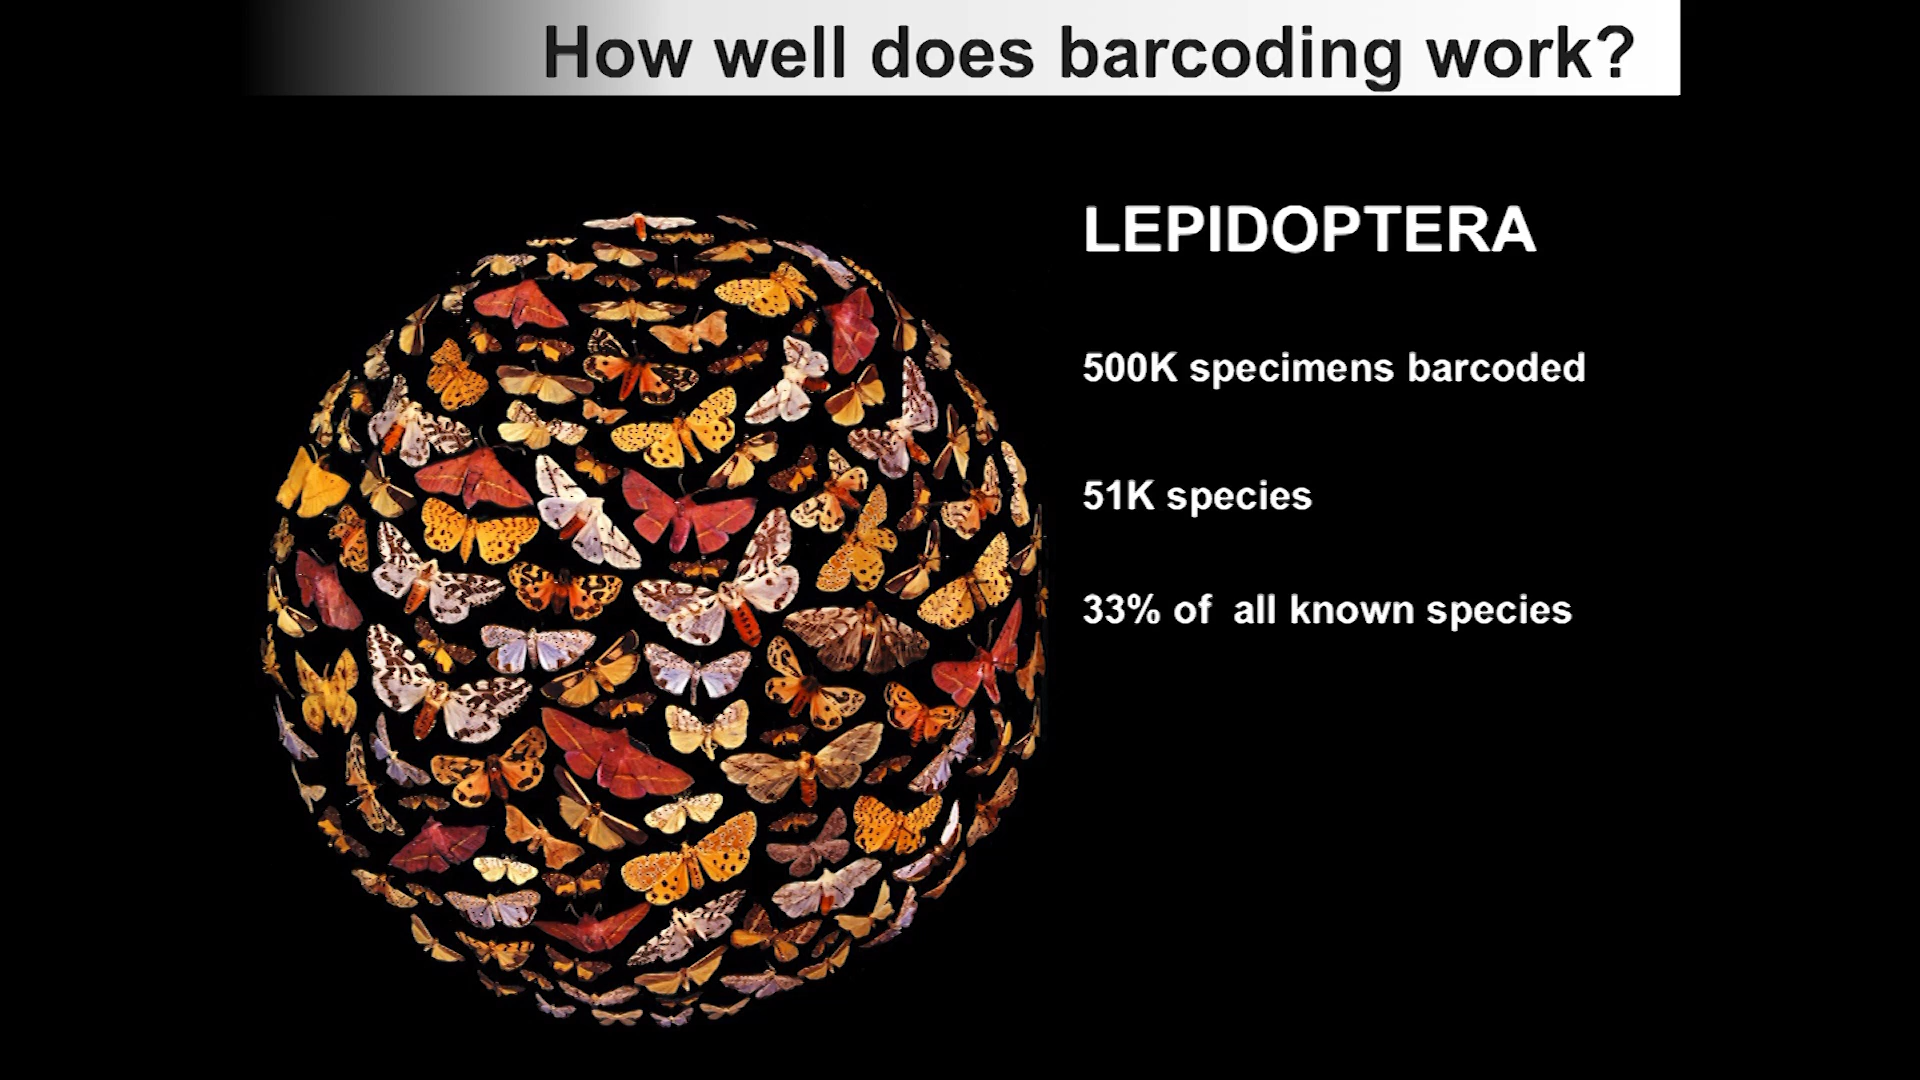 How well does barcoding work?
LEPIDOPTERA
500K specimens barcoded
51K species
33% of  all known species